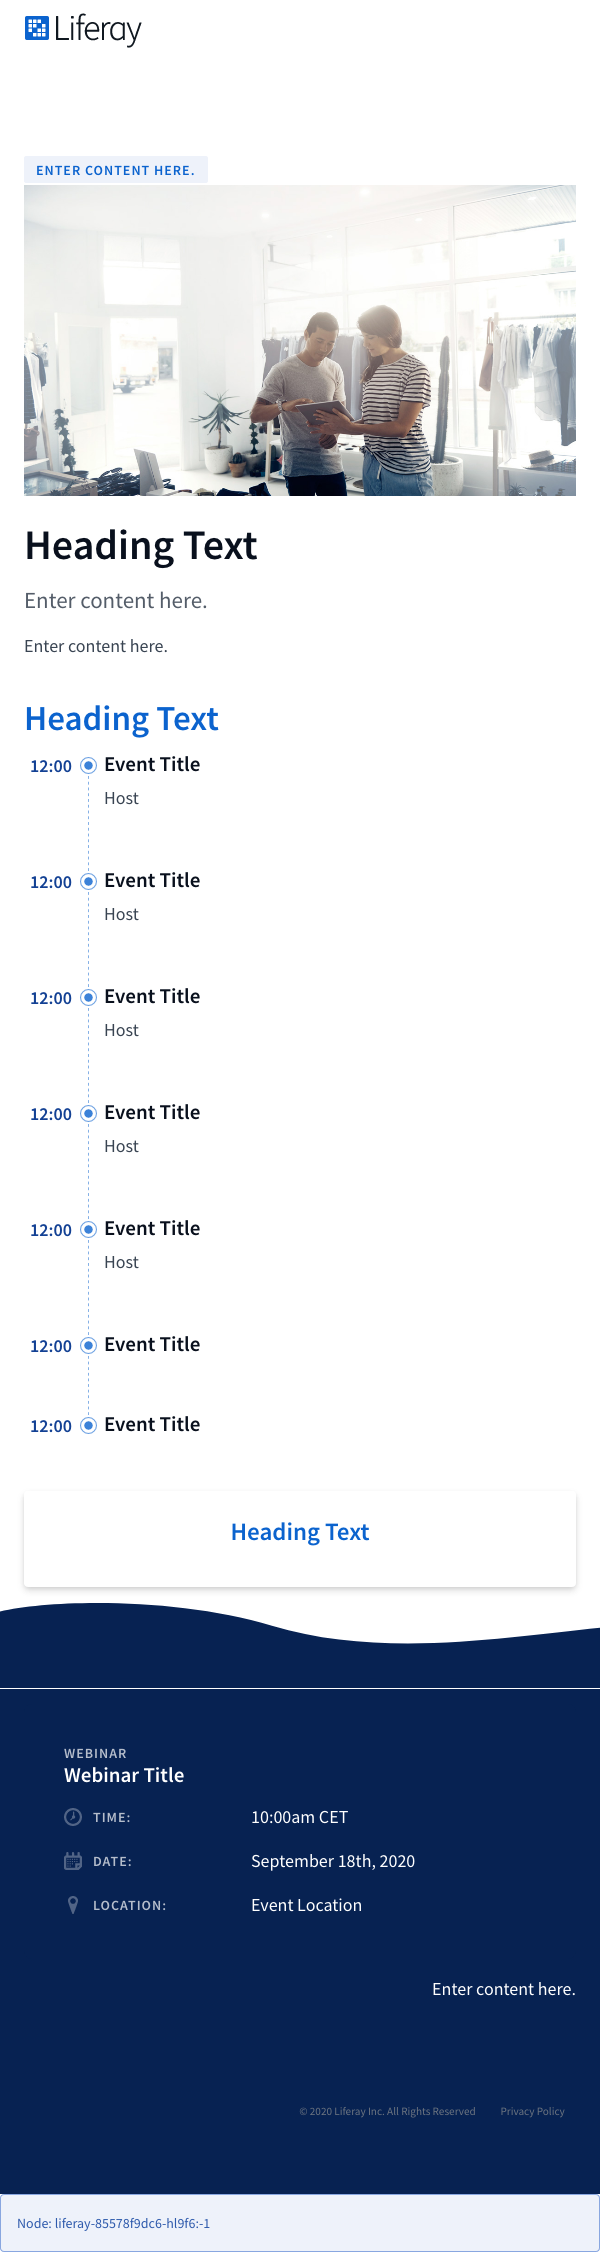 Liferay
ENTER CONTENT HERE.
Heading Text
Enter content here.
Enter content here.
Heading Text
12:00 Event Title
Host
12:00 Event Title
Host
12:00 Event Title
Host
12:00 Event Title
Host
12:00 Event Title
Host
12:00 Event Title
12:00 Event Title
Heading Text
WEBINAR
Webinar Title
TIME: 10:00am CET
DATE: September 18th, 2020
LOCATION: Event Location
Enter content here.
© 2020 Liferay Inc. All Rights Reserved Privacy Policy
Node: liferay-85578f9dc6-hl9f6:-1